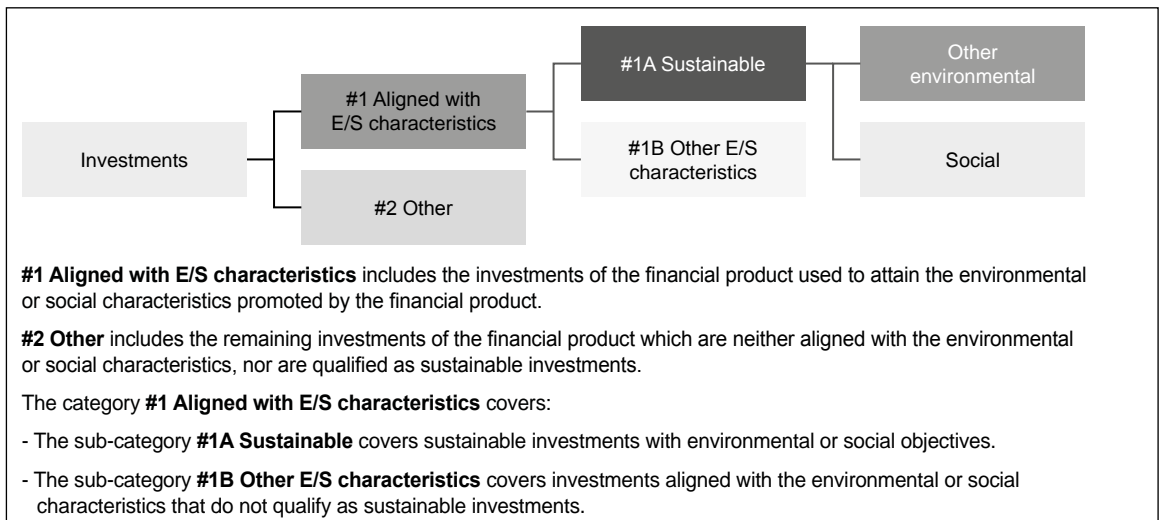 Investments
#1 Aligned with
E/S characteristics
#2 Other
#1A Sustainable
#1B Other E/S
characteristics
Other
environmental
Social
#1 Aligned with E/S characteristics includes the investments of the financial product used to attain the environmental
or social characteristics promoted by the financial product.
#2 Other includes the remaining investments of the financial product which are neither aligned with the environmental
or social characteristics, nor are qualified as sustainable investments.
The category #1 Aligned with E/S characteristics covers:
- The sub-category #1A Sustainable covers sustainable investments with environmental or social objectives.
- The sub-category #1B Other E/S characteristics covers investments aligned with the environmental or social
characteristics that do not qualify as sustainable investments.